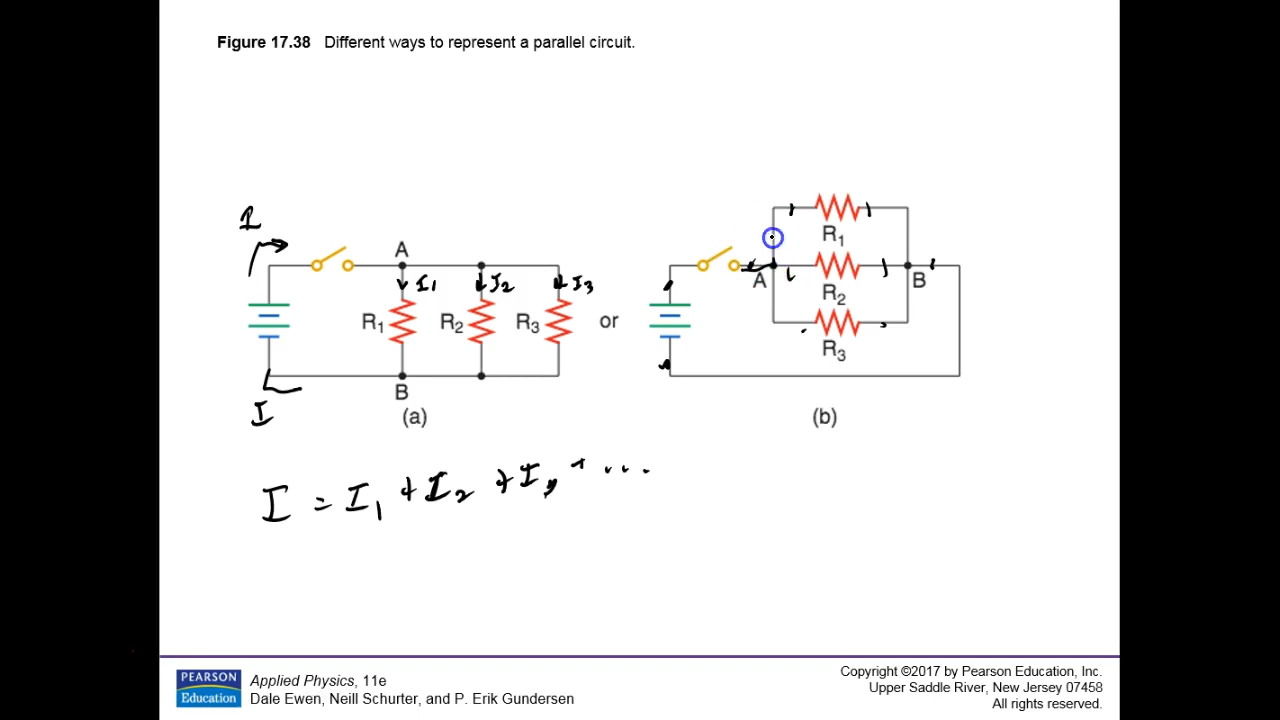 Figure 17.38 Different ways to represent a parallel circuit.
I
A
I1 I2 I3
R1 R2 R3 or
B
I
(a)
R1
A R2 B
R3
(b)
I = I1 + I2 + I3 + ...
PEARSON
Education
Applied Physics, 11e
Dale Ewen, Neill Schurter, and P. Erik Gundersen
Copyright ©2017 by Pearson Education, Inc.
Upper Saddle River, New Jersey 07458
All rights reserved.